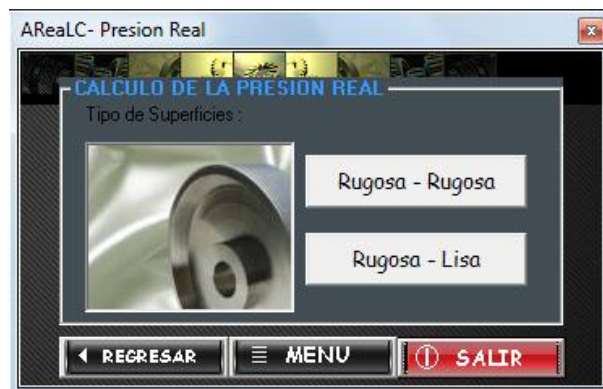 AReaLC- Presion Real
CALCULO DE LA PRESION REAL
Tipo de Superficies :
Rugosa - Rugosa
Rugosa - Lisa
REGRESAR
MENU
SALIR